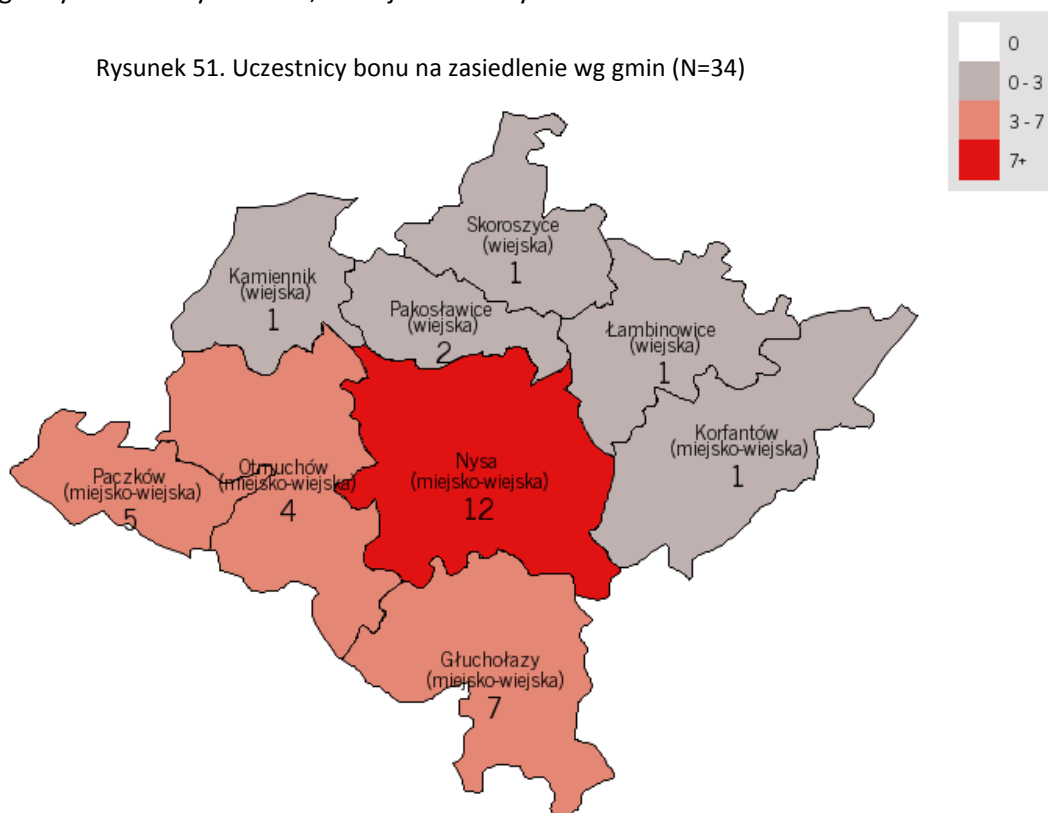 Rysunek 51. Uczestnicy bonu na zasiedlenie wg gmin (N=34)
0
0 - 3
3 - 7
7+
Skoroszyce
(wiejska)
1
Kamiennik
(wiejska)
1
Pakosławice
(wiejska)
2
Łambinowice
(wiejska)
1
Korfantów
(miejsko-wiejska)
1
Nysa
(miejsko-wiejska)
12
Otmuchów
(miejsko-wiejska)
4
Paczków
(miejsko-wiejska)
5
Głuchołazy
(miejsko-wiejska)
7